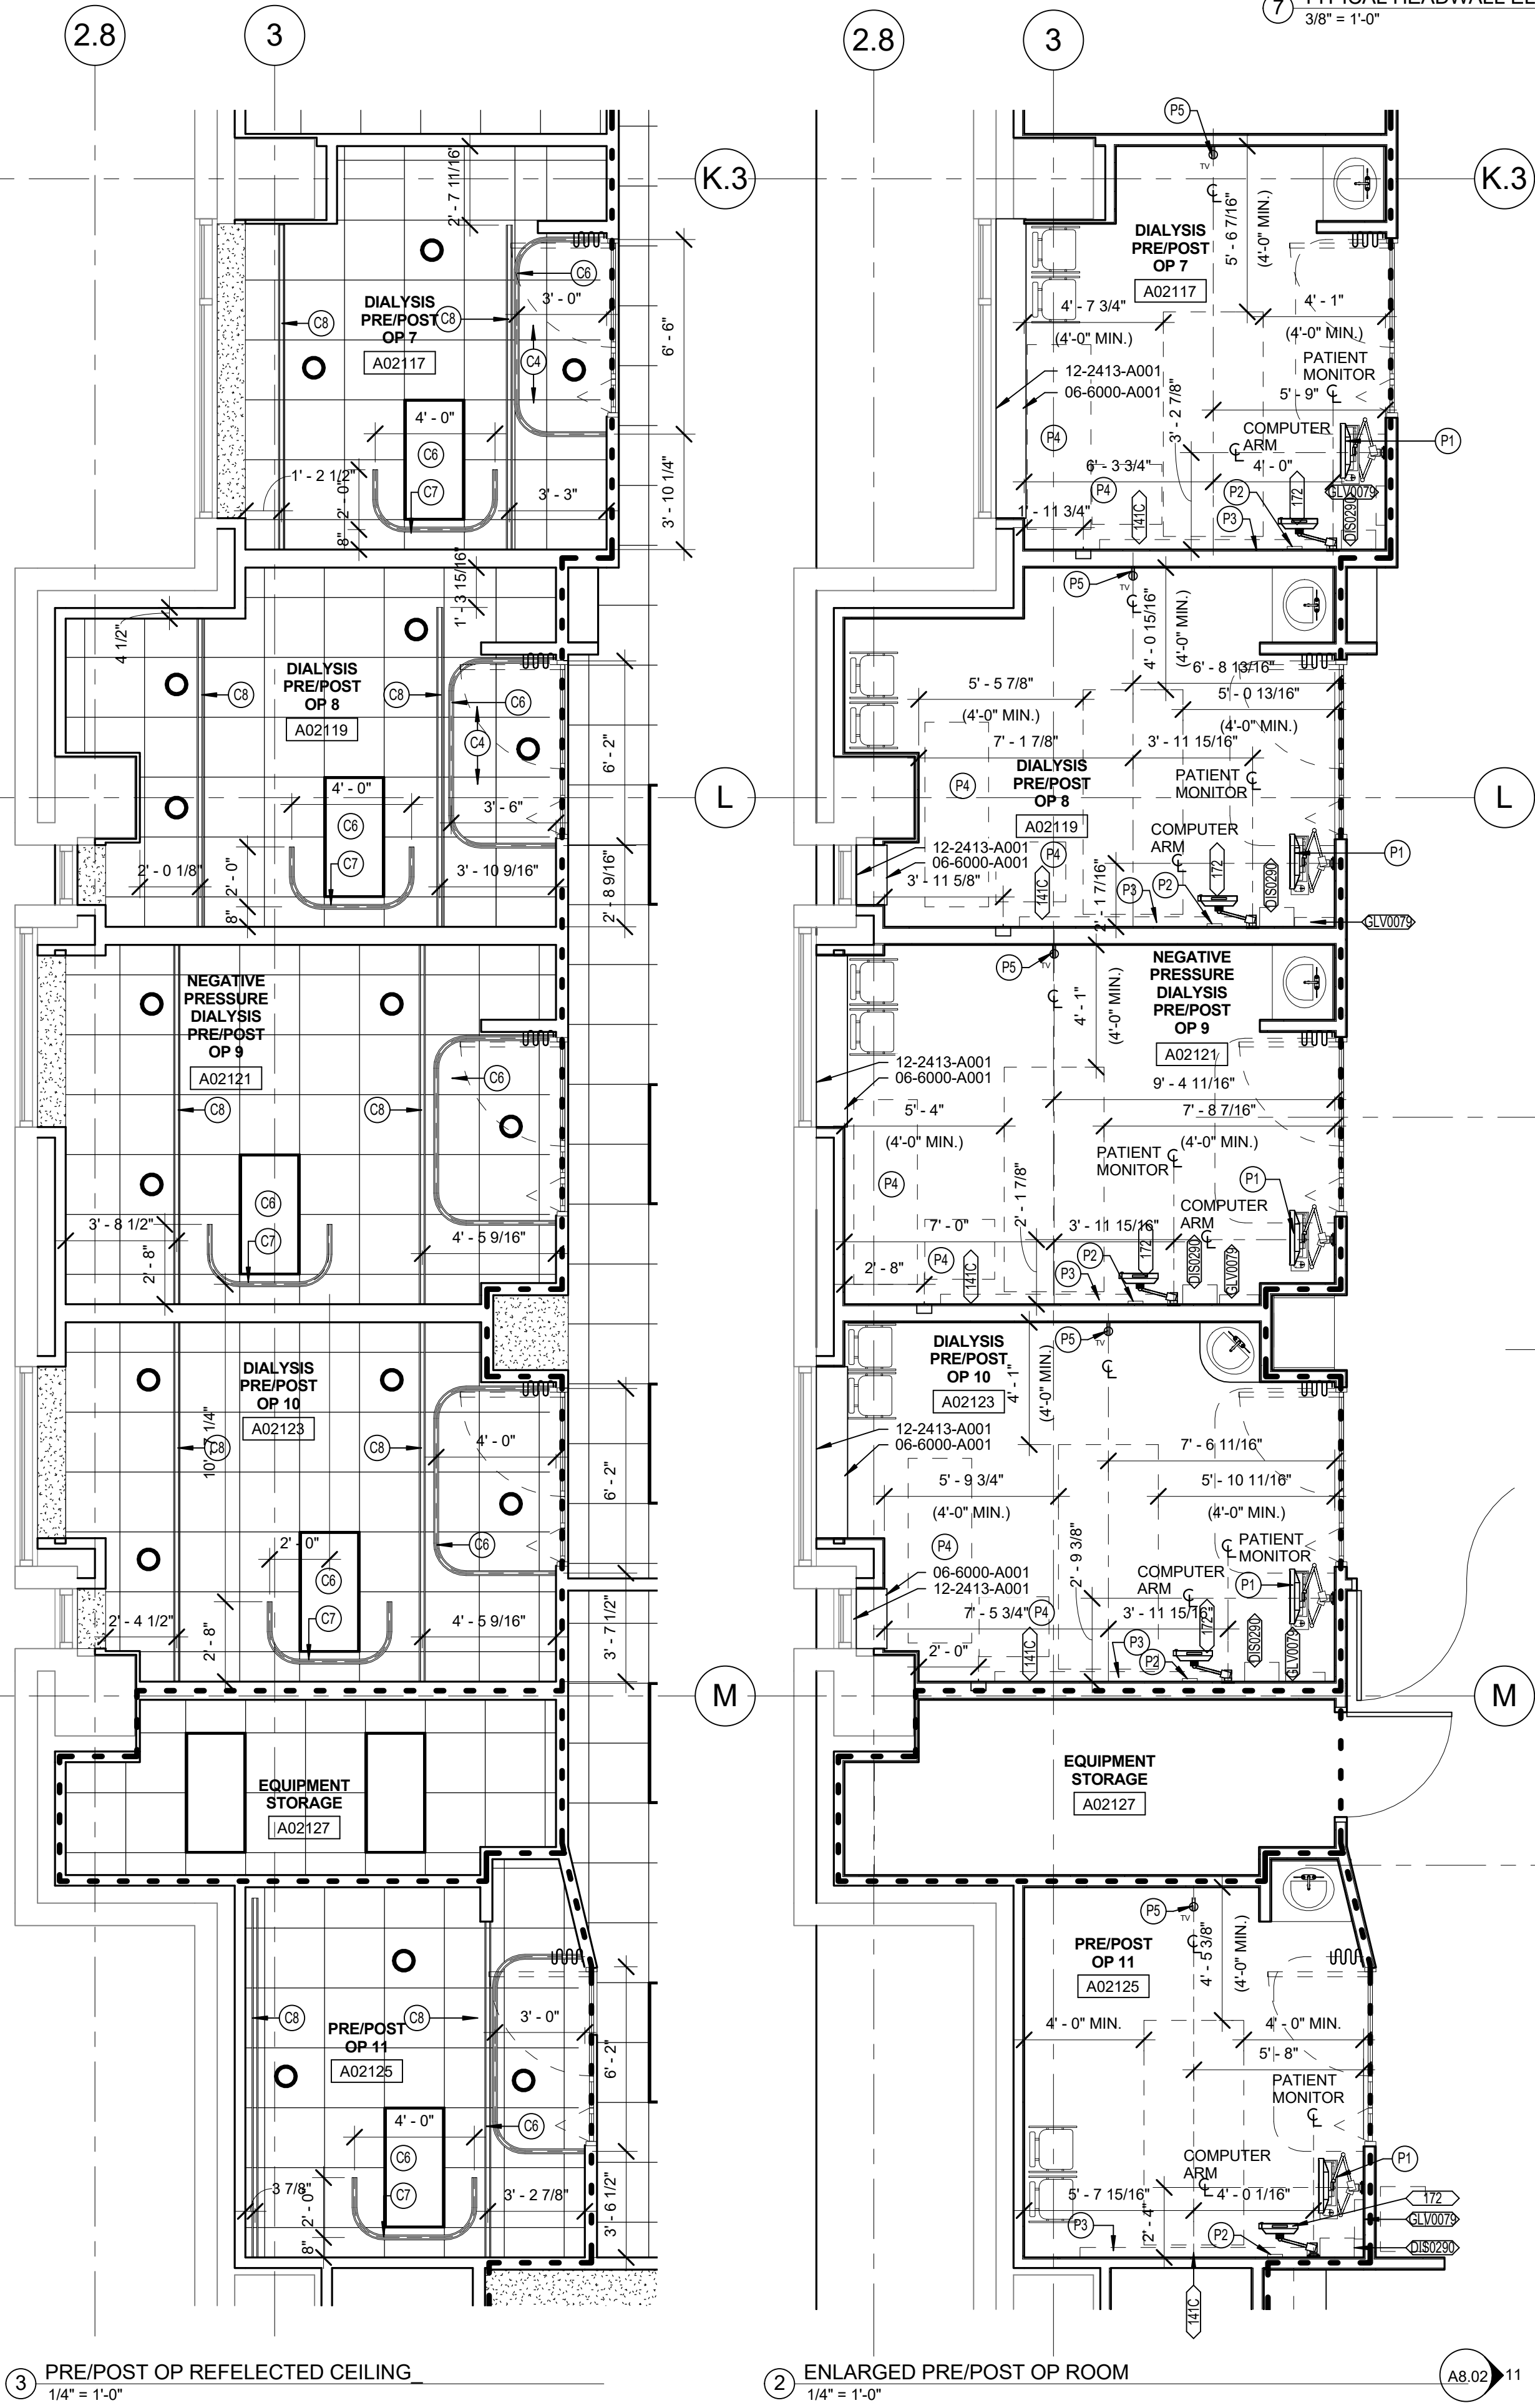 7
3/8" = 1'-0"
2.8
3
2.8
3
K.3
K.3
L
L
M
M
2' - 7 11/16"
C6
3' - 0"
DIALYSIS
PRE/POST
OP 7
A02117
C8
C8
C4
6' - 6"
4' - 0"
C6
C7
1' - 2 1/2"
2' - 0"
8"
3' - 3"
3' - 10 1/4"
1' - 3 15/16"
4 1/2"
DIALYSIS
PRE/POST
OP 8
A02119
C8
C8
C6
C4
6' - 2"
4' - 0"
3' - 6"
C6
C7
2' - 0 1/8"
2' - 0"
8"
3' - 10 9/16"
2' - 8 9/16"
NEGATIVE
PRESSURE
DIALYSIS
PRE/POST
OP 9
A02121
C6
C8
C8
C6
C7
3' - 8 1/2"
2' - 8"
4' - 5 9/16"
DIALYSIS
PRE/POST
OP 10
A02123
C8
C8
10' - 7 1/4"
4' - 0"
6' - 2"
C6
2' - 0"
C6
C7
2' - 4 1/2"
2' - 8"
4' - 5 9/16"
3' - 7 1/2"
EQUIPMENT
STORAGE
A02127
C8
C8
3' - 0"
PRE/POST
OP 11
A02125
6' - 2"
4' - 0"
C6
C6
C7
3 7/8"
2' - 0"
8"
3' - 2 7/8"
3' - 6 1/2"
3
PRE/POST OP REFELECTED CEILING_
1/4" = 1'-0"
P5
TV
CL
5' - 6 7/16"
(4'-0" MIN.)
DIALYSIS
PRE/POST
OP 7
A02117
4' - 7 3/4"
(4'-0" MIN.)
4' - 1"
(4'-0" MIN.)
PATIENT
MONITOR
CL
12-2413-A001
06-6000-A001
5' - 9"
3' - 2 7/8"
P4
COMPUTER
ARM
CL
P1
6' - 3 3/4"
4' - 0"
P4
P2
172
GLV0079
DIS0290
1' - 11 3/4"
141C
P3
P5
TV
CL
4' - 0 15/16"
(4'-0" MIN.)
6' - 8 13/16"
5' - 5 7/8"
(4'-0" MIN.)
5' - 0 13/16"
(4'-0" MIN.)
7' - 1 7/8"
3' - 11 15/16"
DIALYSIS
PRE/POST
OP 8
A02119
P4
PATIENT
MONITOR
CL
COMPUTER
ARM
CL
12-2413-A001
06-6000-A001
P4
P1
3' - 11 5/8"
141C
2' - 1 7/16"
P3
P2
172
DIS0290
GLV0079
P5
TV
CL
4' - 1"
(4'-0" MIN.)
NEGATIVE
PRESSURE
DIALYSIS
PRE/POST
OP 9
A02121
12-2413-A001
06-6000-A001
9' - 4 11/16"
5' - 4"
(4'-0" MIN.)
7' - 8 7/16"
(4'-0" MIN.)
PATIENT
MONITOR
CL
P4
2' - 1 7/8"
P1
COMPUTER
ARM
CL
7' - 0"
3' - 11 15/16"
P4
2' - 8"
141C
P3
P2
172
DIS0290
GLV0079
DIALYSIS
PRE/POST
OP 10
A02123
4' - 1"
(4'-0" MIN.)
P5
TV
CL
12-2413-A001
06-6000-A001
7' - 6 11/16"
5' - 9 3/4"
(4'-0" MIN.)
5' - 10 11/16"
(4'-0" MIN.)
P4
2' - 9 3/8"
CL
PATIENT
MONITOR
06-6000-A001
12-2413-A001
COMPUTER
ARM
CL
P1
7' - 5 3/4"
P4
3' - 11 15/16"
2' - 0"
141C
P3
P2
172
DIS0290
GLV0079
EQUIPMENT
STORAGE
A02127
P5
TV
CL
4' - 5 3/8"
(4'-0" MIN.)
PRE/POST
OP 11
A02125
4' - 0" MIN.
4' - 0" MIN.
5' - 8"
PATIENT
MONITOR
CL
COMPUTER
ARM
CL
P1
5' - 7 15/16"
4' - 0 1/16"
P3
2' - 4"
P2
172
GLV0079
DIS0290
141C
2
ENLARGED PRE/POST OP ROOM
1/4" = 1'-0"
A8.02
11